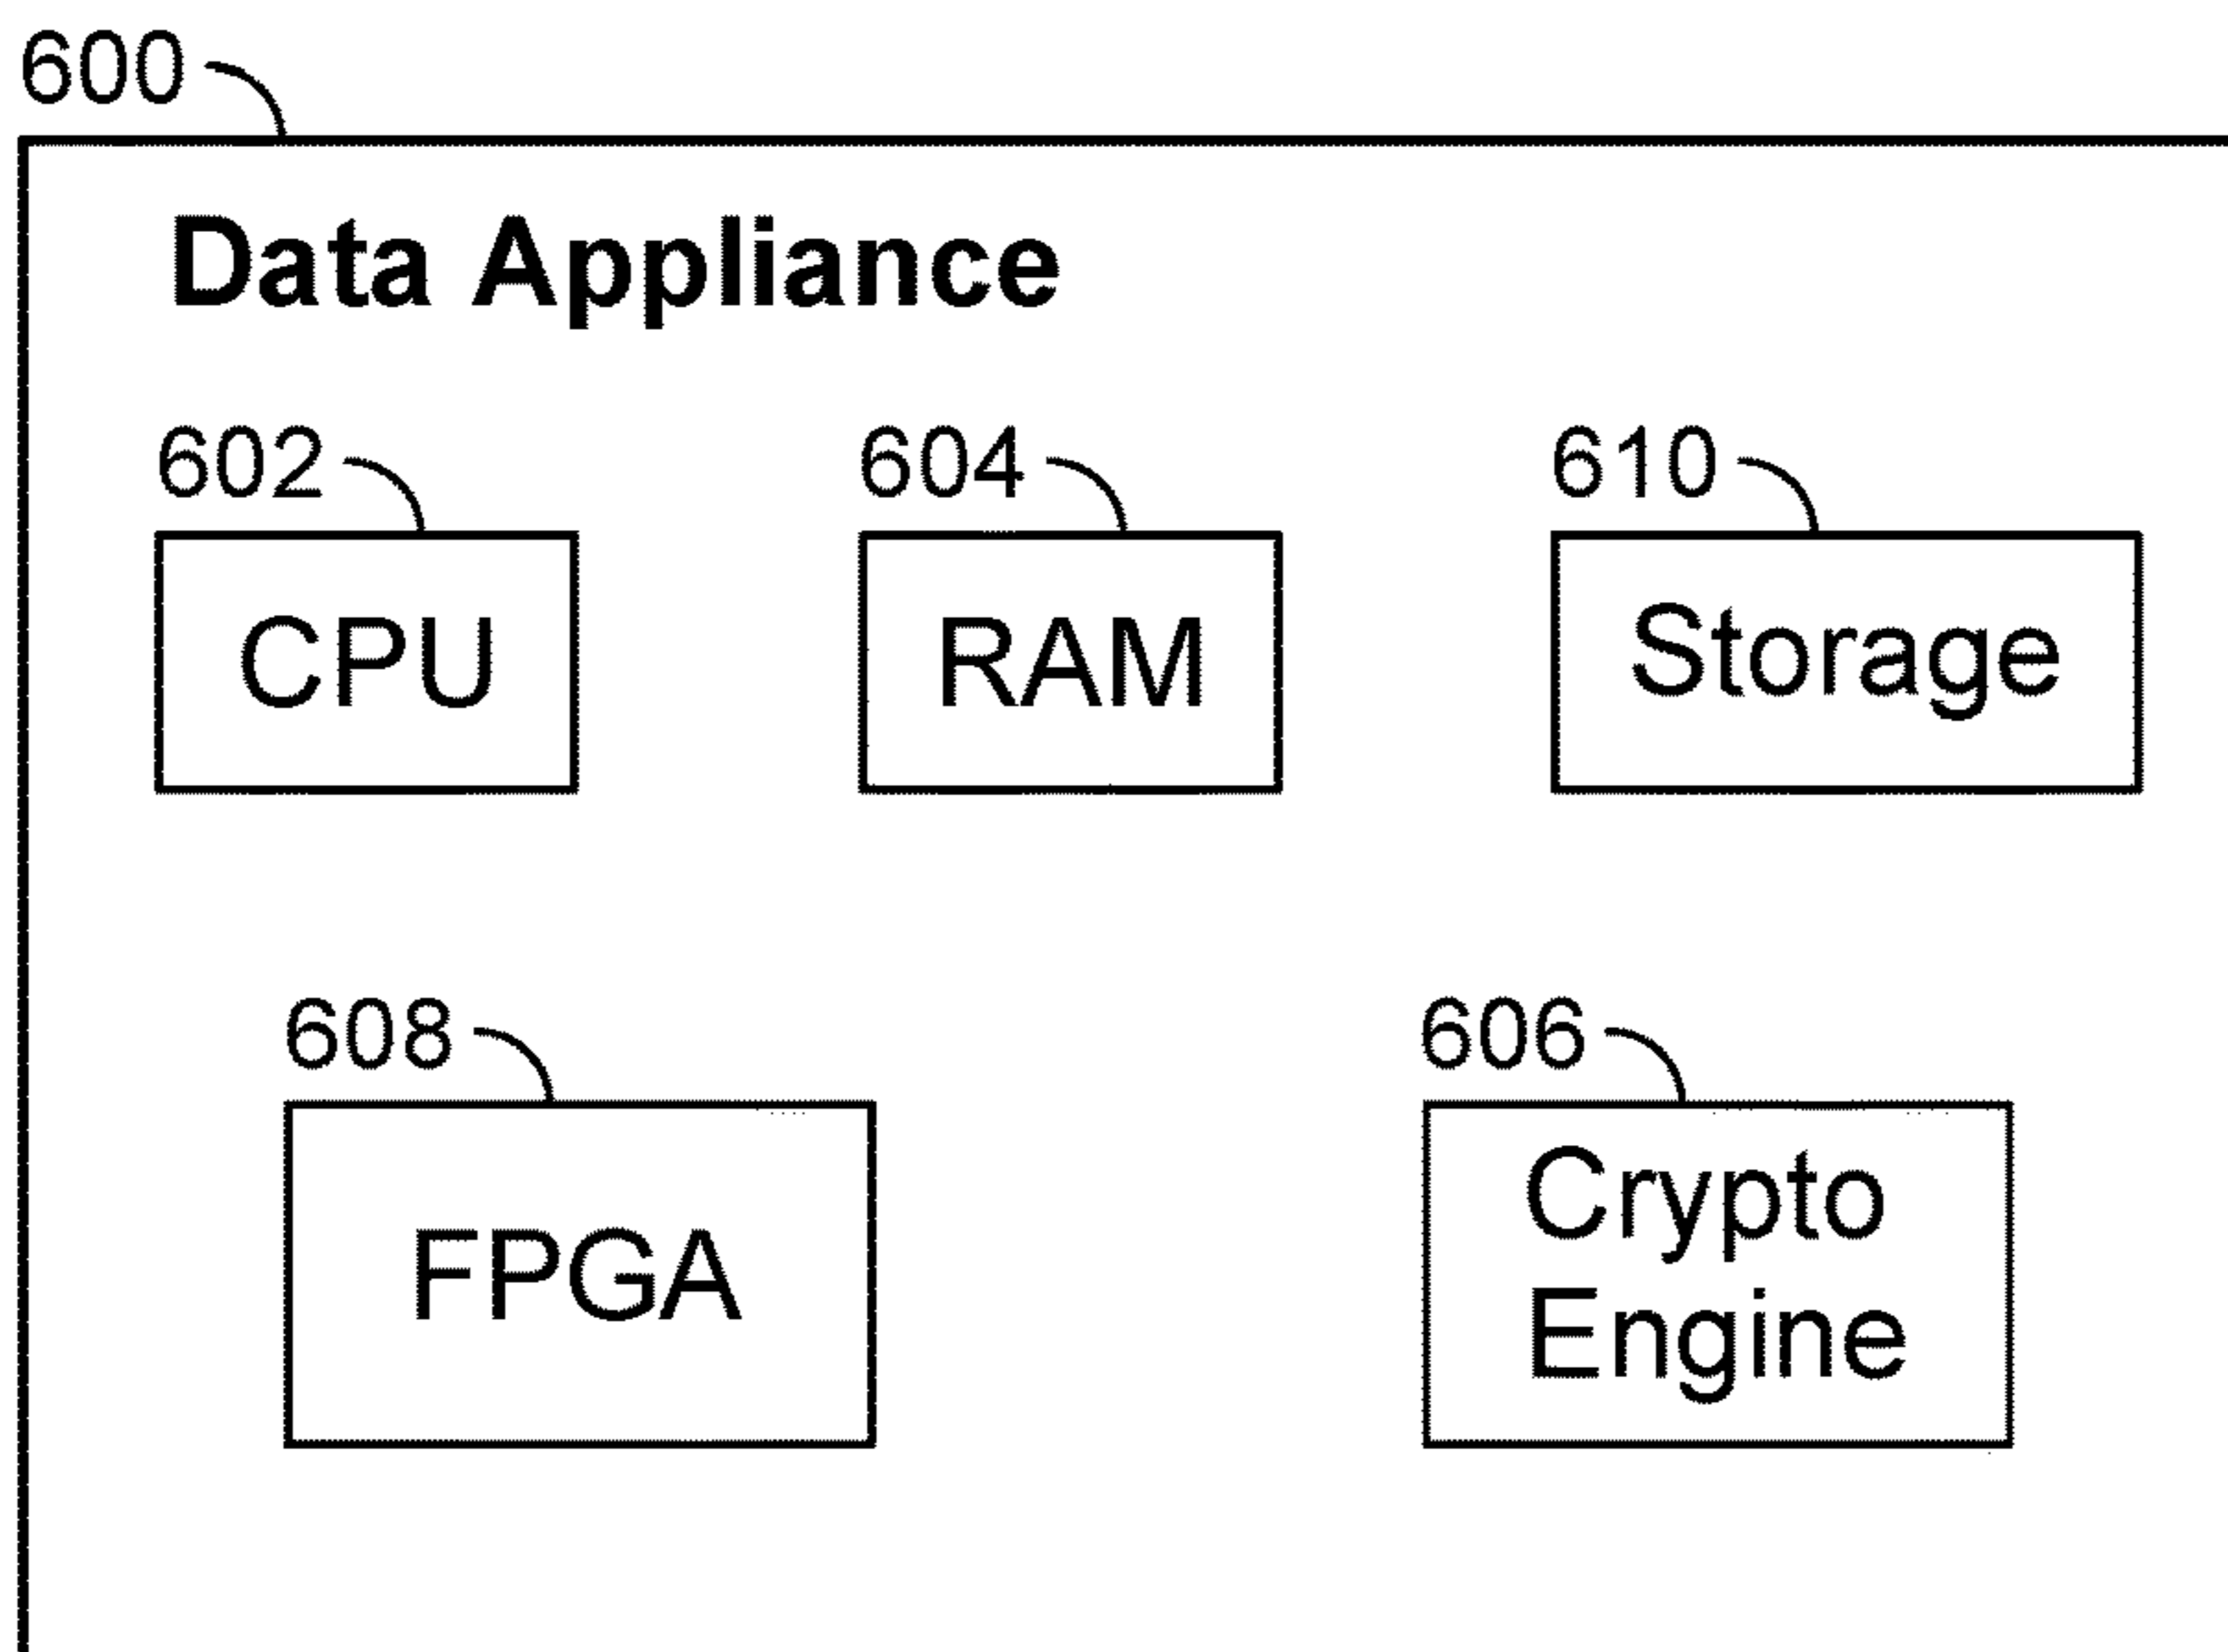 600
Data Appliance
602
604
610
CPU
RAM
Storage
608
606
FPGA
Crypto
Engine